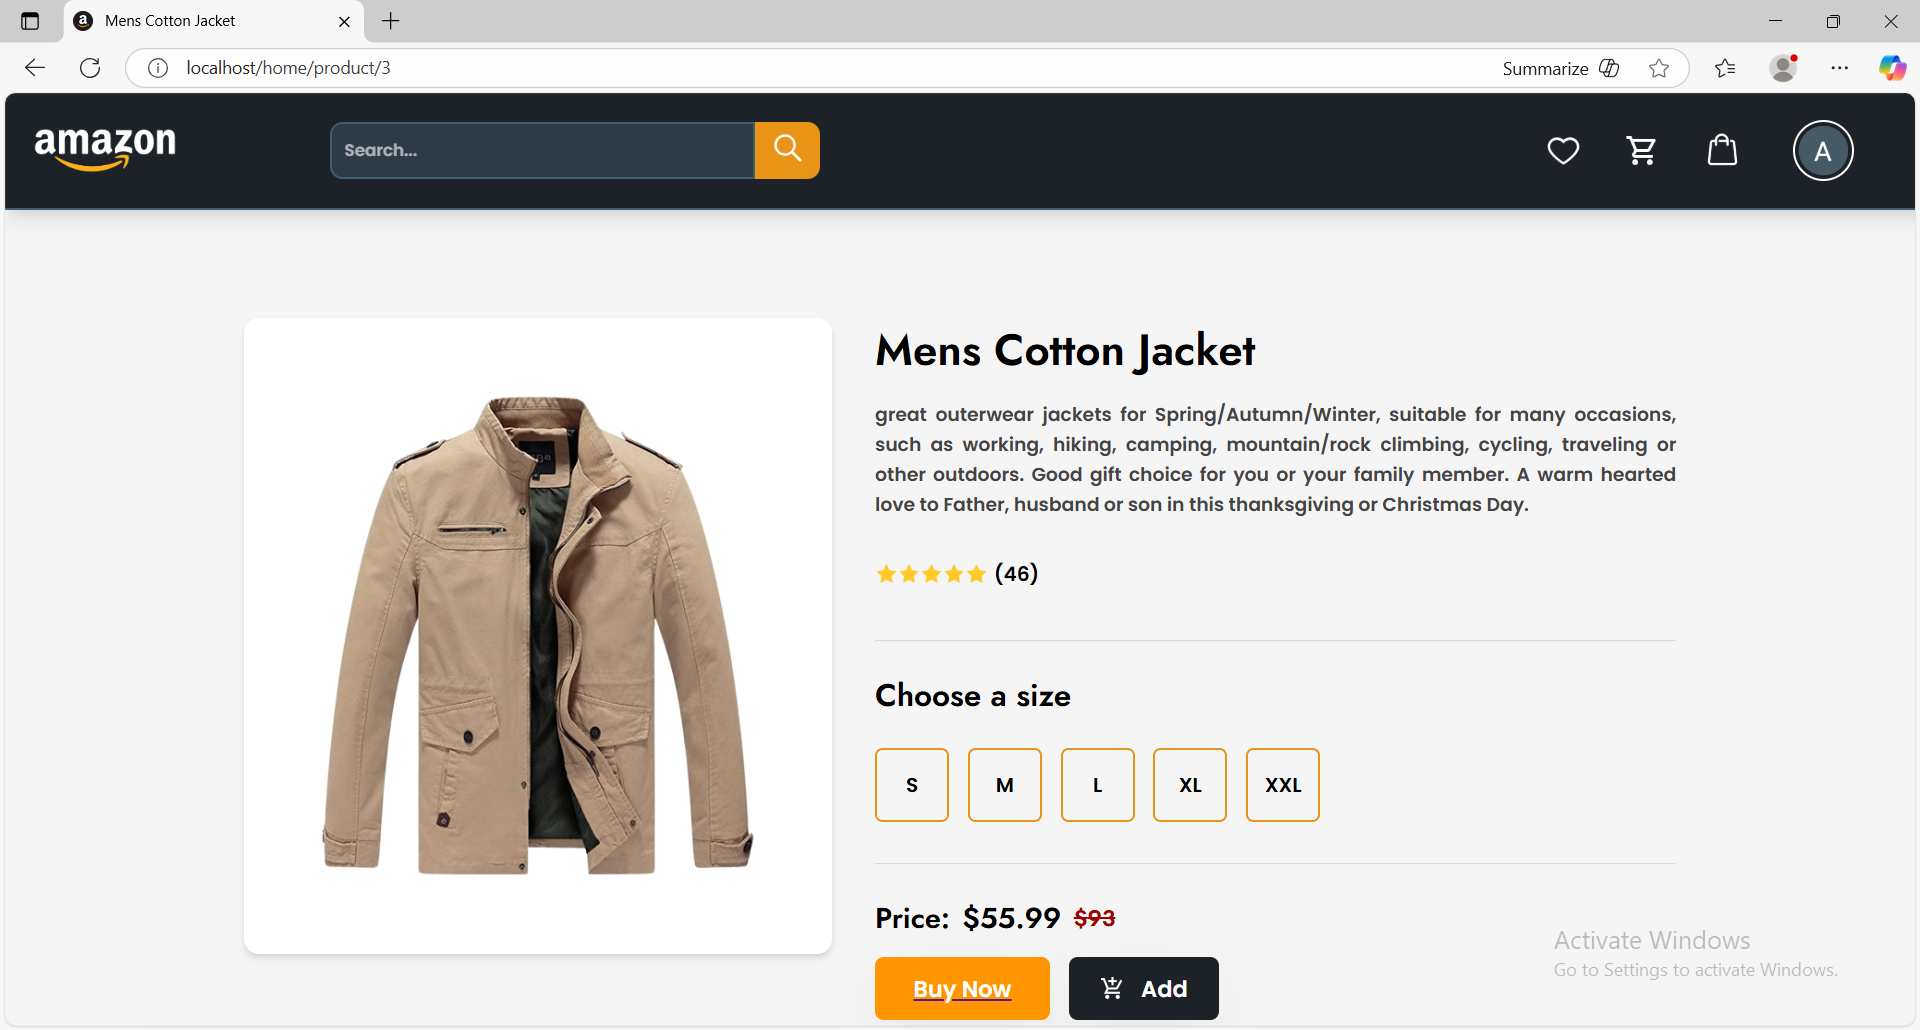 Mens Cotton Jacket
localhost/home/product/3
Summarize
amazon
Search...
A
Mens Cotton Jacket
great outerwear jackets for Spring/Autumn/Winter, suitable for many occasions,
such as working, hiking, camping, mountain/rock climbing, cycling, traveling or
other outdoors. Good gift choice for you or your family member. A warm hearted
love to Father, husband or son in this thanksgiving or Christmas Day.
(46)
Choose a size
S M L XL XXL
Price: $55.99 $93
Buy Now
Add
Activate Windows
Go to Settings to activate Windows.